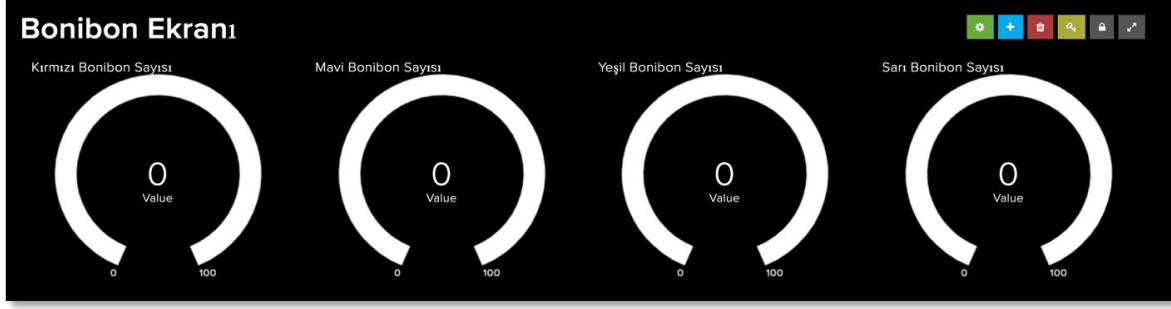 Bonibon Ekranı
Kırmızı Bonibon Sayısı
Mavi Bonibon Sayısı
Yeşil Bonibon Sayısı
Sarı Bonibon Sayısı
0
Value
0 100
0
Value
0 100
0
Value
0 100
0
Value
0 100